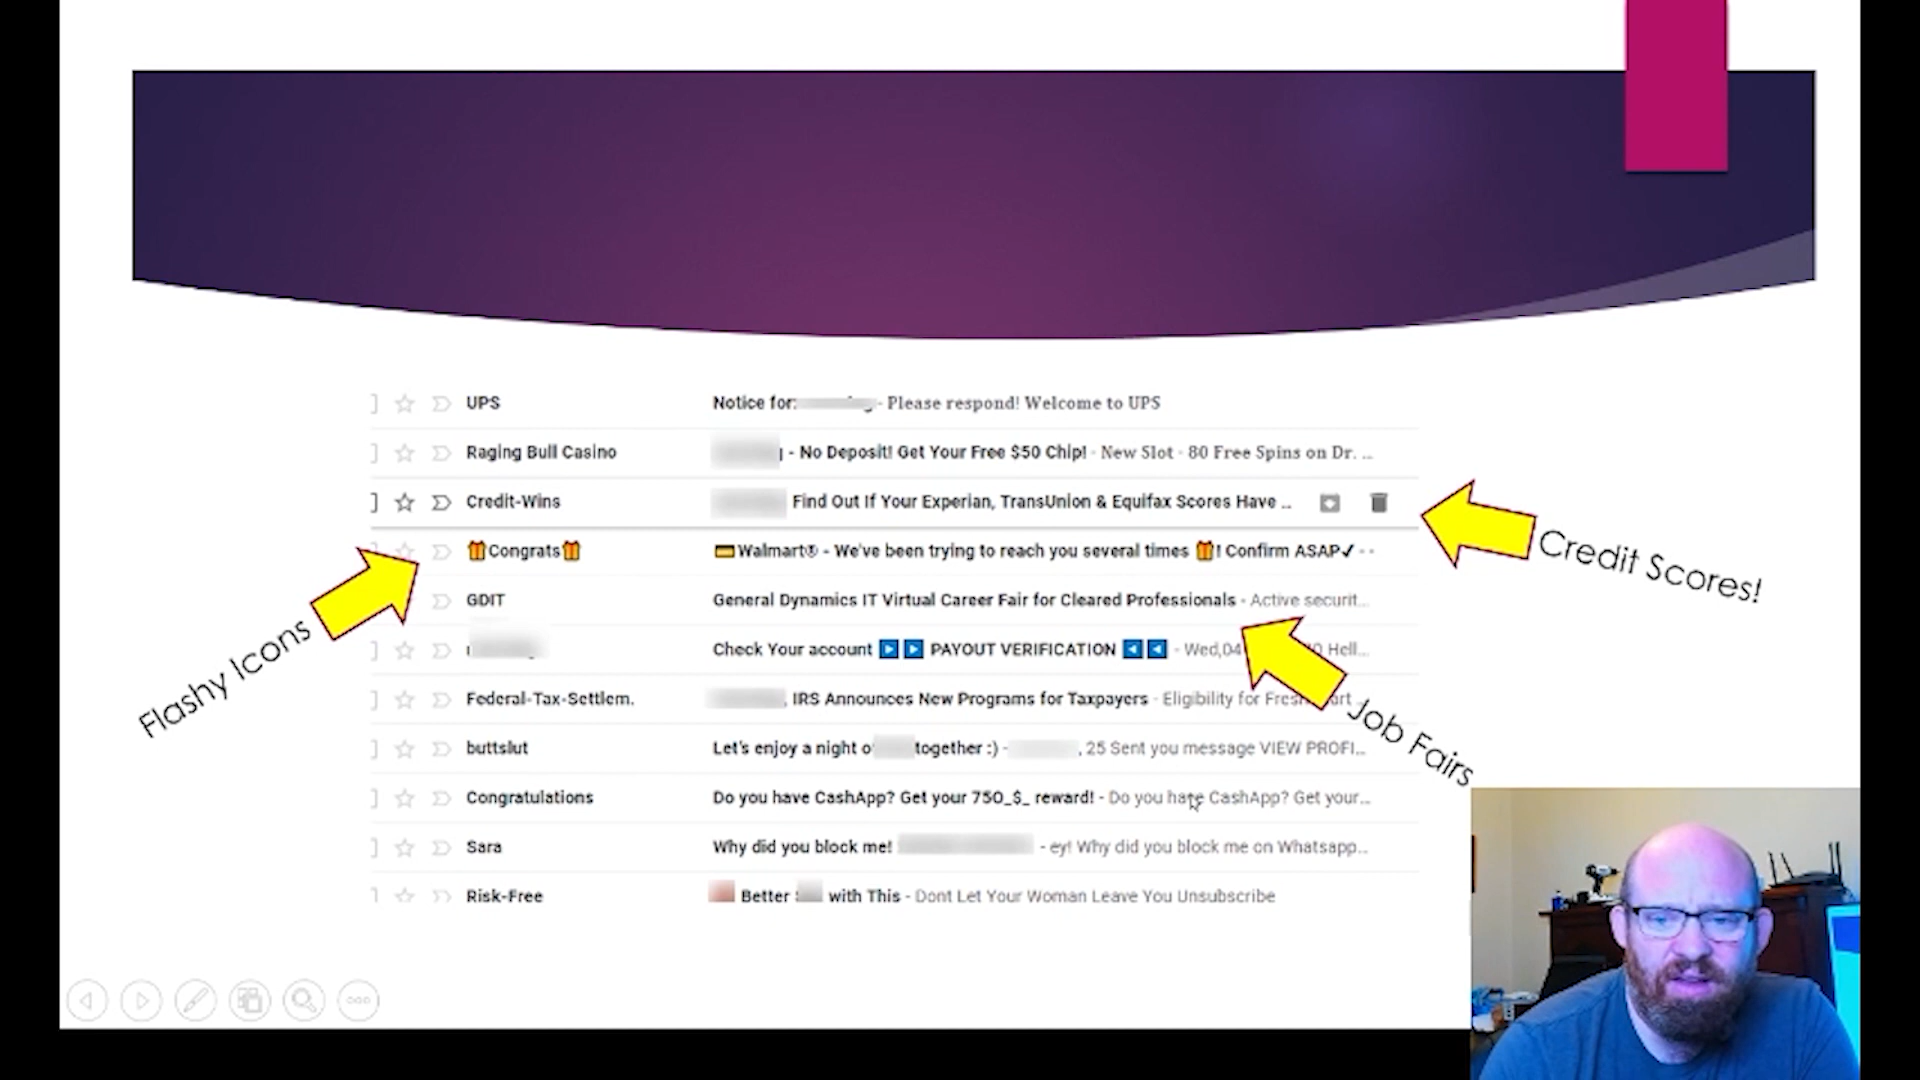 UPS Notice for: - Please respond! Welcome to UPS
Raging Bull Casino - No Deposit! Get Your Free $50 Chip! - New Slot - 80 Free Spins on Dr. ...
Credit-Wins Find Out If Your Experian, TransUnion & Equifax Scores Have ...
Credit Scores!
🎁Congrats🎁 💳Walmart® - We've been trying to reach you several times 🎁! Confirm ASAP✓ - -
Flashy Icons
GDIT General Dynamics IT Virtual Career Fair for Cleared Professionals - Active securit...
Job Fairs
Check Your account ▶▶ PAYOUT VERIFICATION ◀◀ - Wed,04 Hell...
Federal-Tax-Settlem. , IRS Announces New Programs for Taxpayers - Eligibility for
buttslut Let's enjoy a night o together :) - , 25 Sent you message VIEW PROFI...
Congratulations Do you have CashApp? Get your 750_$_ reward! - Do you have CashApp? Get your...
Sara Why did you block me! - ey! Why did you block me on Whatsapp...
Risk-Free Better with This - Dont Let Your Woman Leave You Unsubscribe